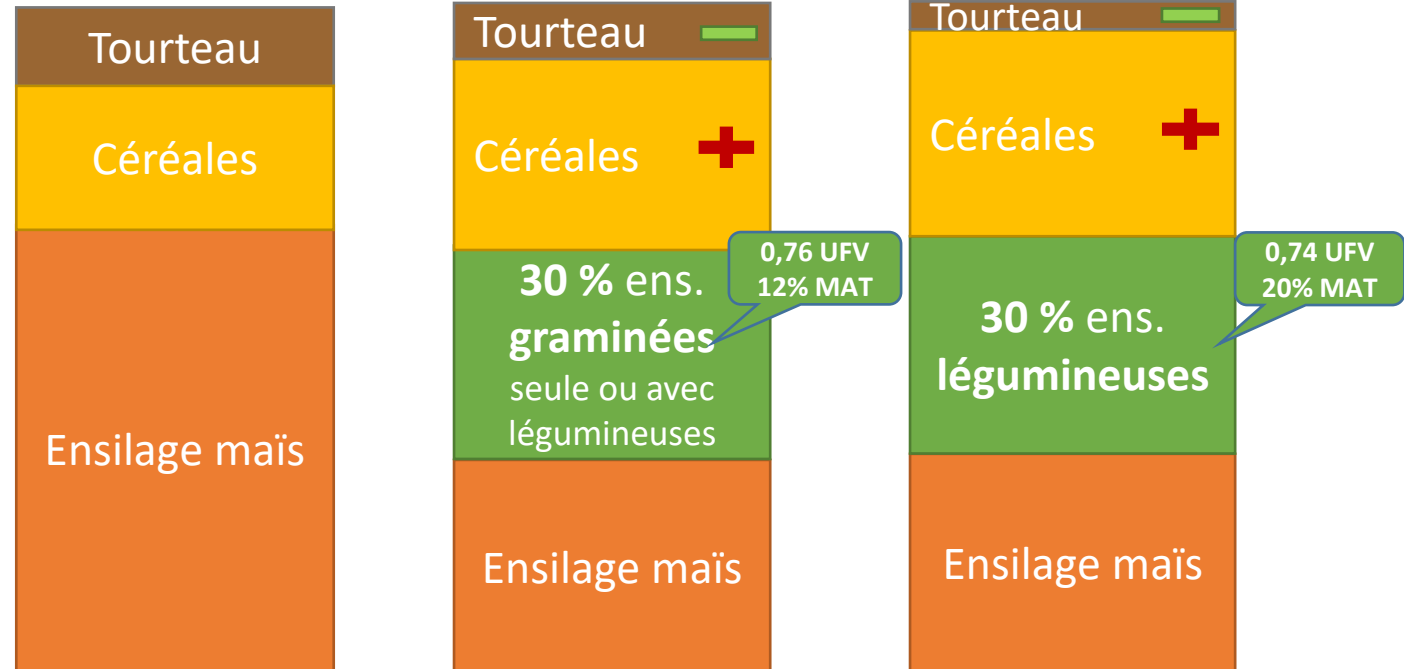 Tourteau
Céréales
Ensilage maïs
Tourteau
Céréales
30 % ens.
graminées
seule ou avec
légumineuses
0,76 UFV
12% MAT
Ensilage maïs
Tourteau
Céréales
30 % ens.
légumineuses
0,74 UFV
20% MAT
Ensilage maïs